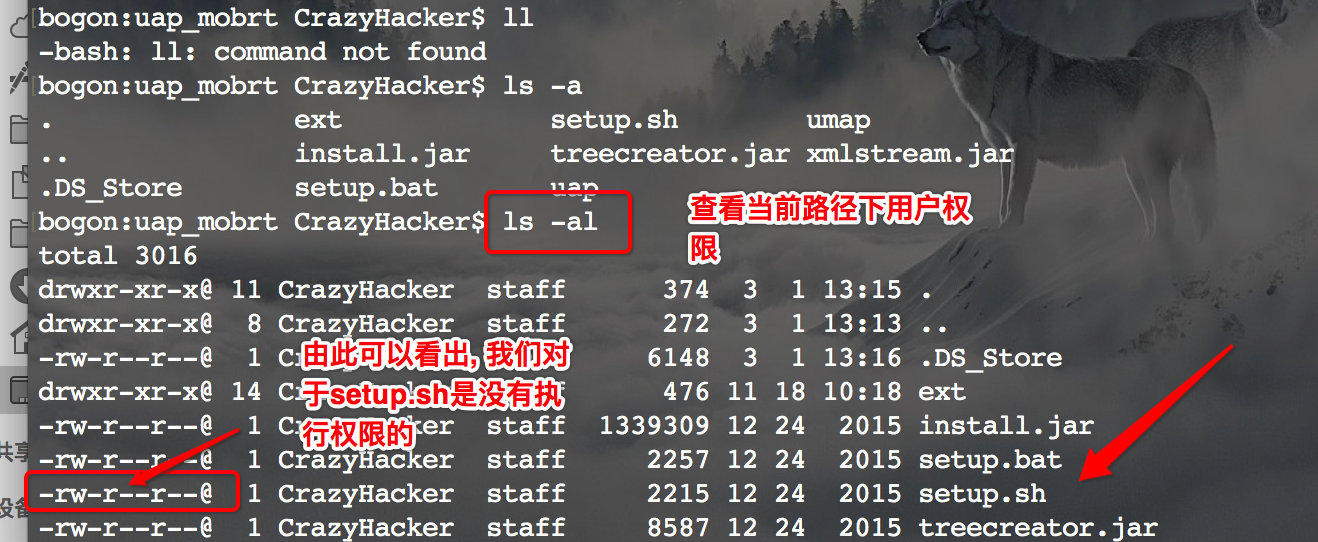 bogon:uap_mobrt CrazyHacker$ ll
-bash: ll: command not found
bogon:uap_mobrt CrazyHacker$ ls -a
. ext setup.sh umap
.. install.jar treecreator.jar xmlstream.jar
.DS_Store setup.bat uap
bogon:uap_mobrt CrazyHacker$ ls -al
查看当前路径下用户权
限
total 3016
drwxr-xr-x@ 11 CrazyHacker staff 374 3 1 13:15 .
drwxr-xr-x@ 8 CrazyHacker staff 272 3 1 13:13 ..
-rw-r--r--@ 1 6148 3 1 13:16 .DS_Store
drwxr-xr-x@ 14 476 11 18 10:18 ext
-rw-r--r--@ 1 CrazyHacker staff 1339309 12 24 2015 install.jar
由此可以看出, 我们对
于setup.sh是没有执
行权限的
-rw-r--r--@ 1 CrazyHacker staff 2257 12 24 2015 setup.bat
-rw-r--r--@ 1 CrazyHacker staff 2215 12 24 2015 setup.sh
-rw-r--r--@ 1 CrazyHacker staff 8587 12 24 2015 treecreator.jar
共享
设备